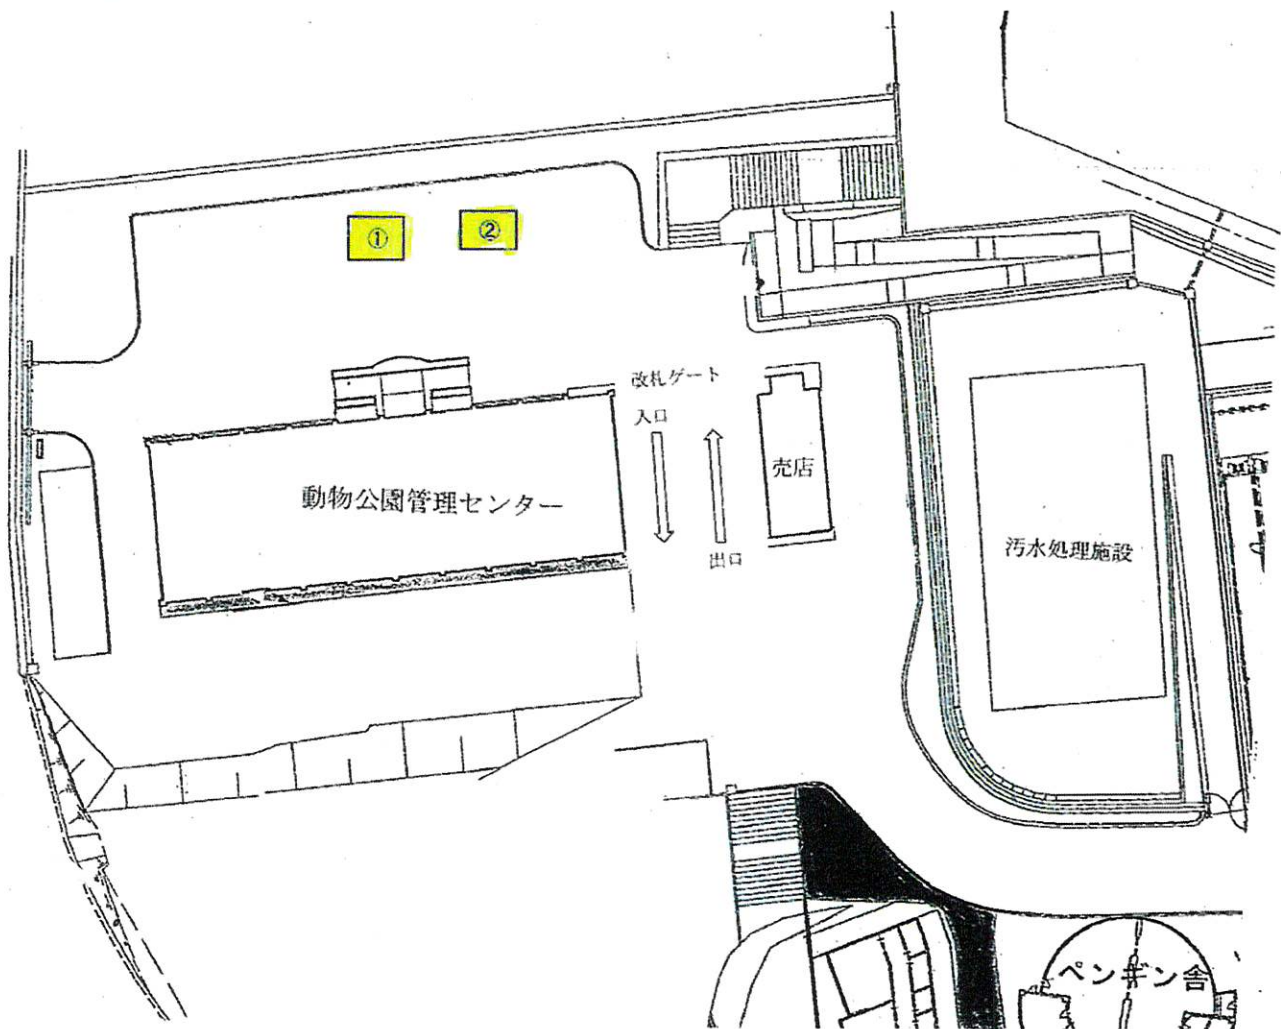 ① ②
改札ゲート
入口
売店
動物公園管理センター
汚水処理施設
出口
ペンギン舎